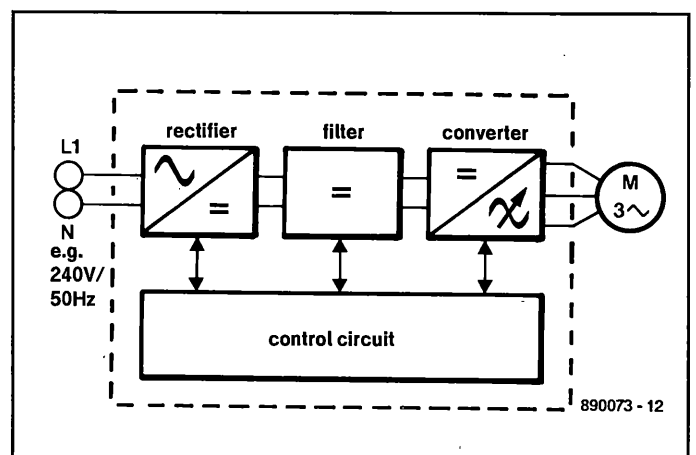 rectifier
filter
converter
L1
N
e.g.
240V/
50Hz
~
=
=
=
~
M
3~
control circuit
890073 - 12